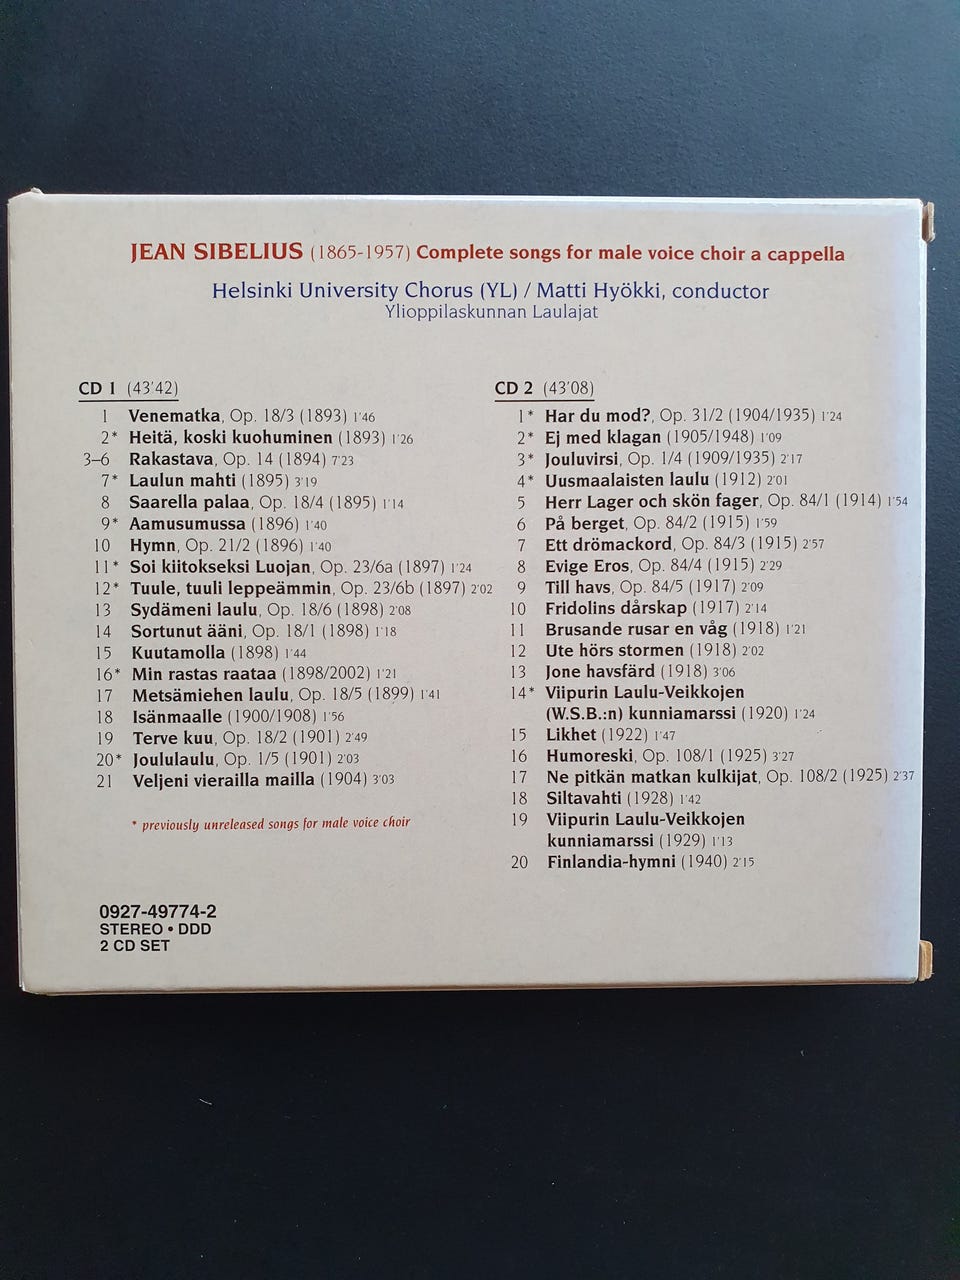 JEAN SIBELIUS (1865-1957) Complete songs for male voice choir a cappella
Helsinki University Chorus (YL) / Matti Hyökki, conductor
Ylioppilaskunnan Laulajat
CD 1 (43'42)
1 Venematka, Op. 18/3 (1893) 1'46
2* Heitä, koski kuohuminen (1893) 1'26
3–6 Rakastava, Op. 14 (1894) 7'23
7* Laulun mahti (1895) 3'19
8 Saarella palaa, Op. 18/4 (1895) 1'14
9* Aamusumussa (1896) 1'40
10 Hymn, Op. 21/2 (1896) 1'40
11* Soi kiitokseksi Luojan, Op. 23/6a (1897) 1'24
12* Tuule, tuuli leppeämmin, Op. 23/6b (1897) 2'02
13 Sydämeni laulu, Op. 18/6 (1898) 2'08
14 Sortunut ääni, Op. 18/1 (1898) 1'18
15 Kuutamolla (1898) 1'44
16* Min rastas raataa (1898/2002) 1'21
17 Metsämiehen laulu, Op. 18/5 (1899) 1'41
18 Isänmaalle (1900/1908) 1'56
19 Terve kuu, Op. 18/2 (1901) 2'49
20* Joululaulu, Op. 1/5 (1901) 2'03
21 Veljeni vierailla mailla (1904) 3'03
* previously unreleased songs for male voice choir
CD 2 (43'08)
1* Har du mod?, Op. 31/2 (1904/1935) 1'24
2* Ej med klagan (1905/1948) 1'09
3* Jouluvirsi, Op. 1/4 (1909/1935) 2'17
4* Uusmaalaisten laulu (1912) 2'01
5 Herr Lager och skön fager, Op. 84/1 (1914) 1'54
6 På berget, Op. 84/2 (1915) 1'59
7 Ett drömackord, Op. 84/3 (1915) 2'57
8 Evige Eros, Op. 84/4 (1915) 2'29
9 Till havs, Op. 84/5 (1917) 2'09
10 Fridolins dårskap (1917) 2'14
11 Brusande rusar en våg (1918) 1'21
12 Ute hörs stormen (1918) 2'02
13 Jone havsfärd (1918) 3'06
14* Viipurin Laulu-Veikkojen
(W.S.B.:n) kunniamarssi (1920) 1'24
15 Likhet (1922) 1'47
16 Humoreski, Op. 108/1 (1925) 3'27
17 Ne pitkän matkan kulkijat, Op. 108/2 (1925) 2'37
18 Siltavahti (1928) 1'42
19 Viipurin Laulu-Veikkojen
kunniamarssi (1929) 1'13
20 Finlandia-hymni (1940) 2'15
0927-49774-2
STEREO • DDD
2 CD SET